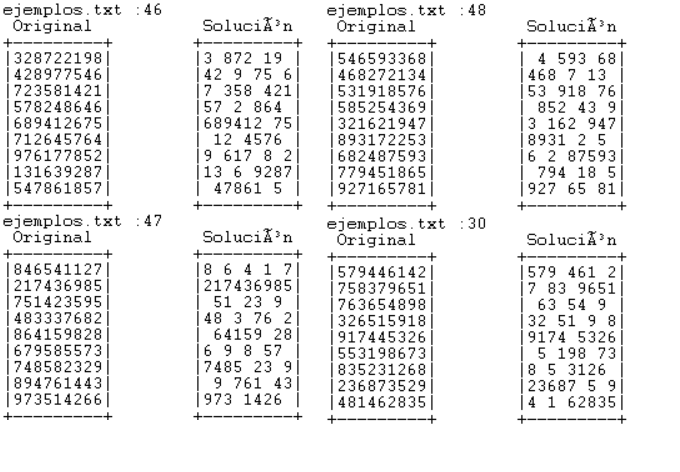 ejemplos.txt :46
Original          SoluciÃ³n
+---------+       +---------+
|328722198|       |3 872 19 |
|428977546|       |42 9 75 6|
|723581421|       |7 358 421|
|578248646|       |57 2 864 |
|689412675|       |689412 75|
|712645764|       | 12 4576 |
|976177852|       |9 617 8 2|
|131639287|       |13 6 9287|
|547861857|       | 47861 5 |
+---------+       +---------+
ejemplos.txt :48
Original          SoluciÃ³n
+---------+       +---------+
|546593368|       | 4 593 68|
|468272134|       |468 7 13 |
|531918576|       |53 918 76|
|585254369|       | 852 43 9|
|321621947|       |3 162 947|
|893172253|       |8931 2 5 |
|682487593|       |6 2 87593|
|779451865|       | 794 18 5|
|927165781|       |927 65 81|
+---------+       +---------+
ejemplos.txt :47
Original          SoluciÃ³n
+---------+       +---------+
|846541127|       |8 6 4 1 7|
|217436985|       |217436985|
|751423595|       | 51 23 9 |
|483337682|       |48 3 76 2|
|864159828|       | 64159 28|
|679585573|       |6 9 8 57 |
|748582329|       |7485 23 9|
|894761443|       | 9 761 43|
|973514266|       |973 1426 |
+---------+       +---------+
ejemplos.txt :30
Original          SoluciÃ³n
+---------+       +---------+
|579446142|       |579 461 2|
|758379651|       |7 83 9651|
|763654898|       | 63 54 9 |
|326515918|       |32 51 9 8|
|917445326|       |9174 5326|
|553198673|       | 5 198 73|
|835231268|       |8 5 3126 |
|236873529|       |23687 5 9|
|481462835|       |4 1 62835|
+---------+       +---------+